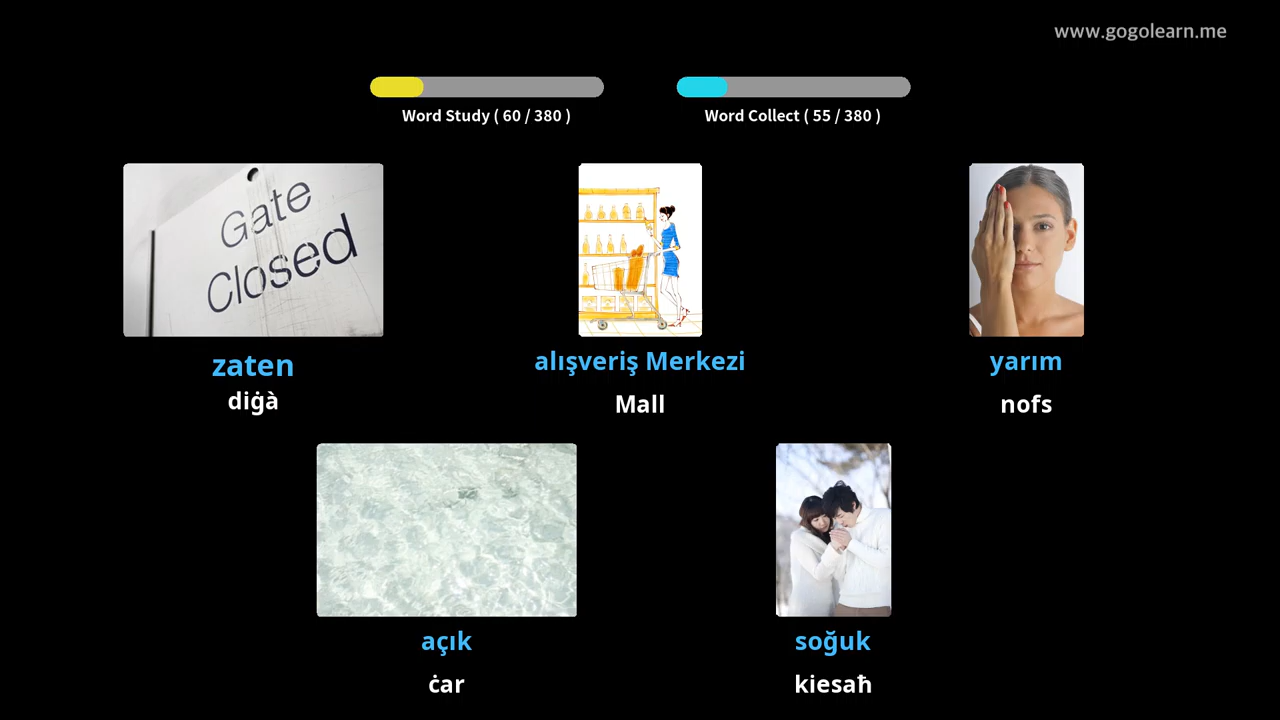 www.gogolearn.me
Word Study ( 60 / 380 )
Word Collect ( 55 / 380 )
Gate
Closed
zaten
diġà
alışveriş Merkezi
Mall
yarım
nofs
açık
ċar
soğuk
kiesaħ